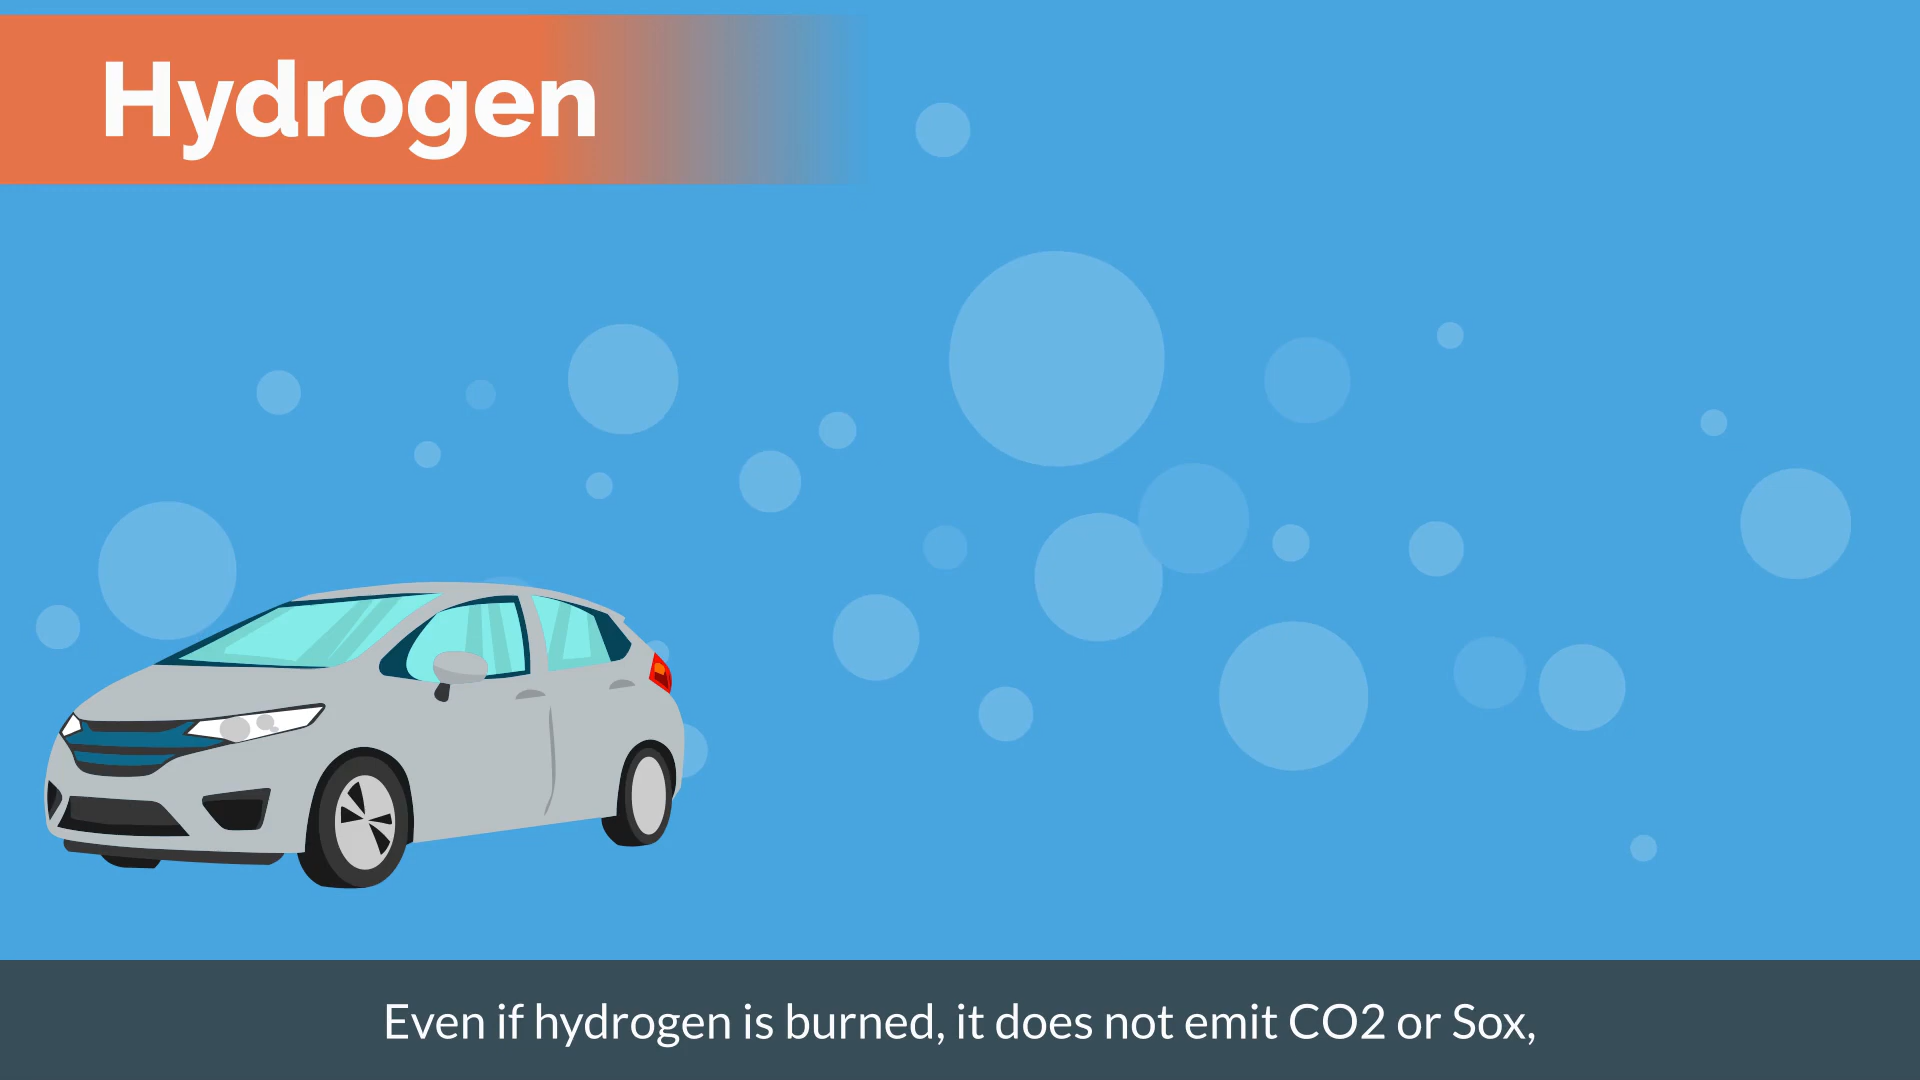 Hydrogen
Even if hydrogen is burned, it does not emit CO2 or Sox,